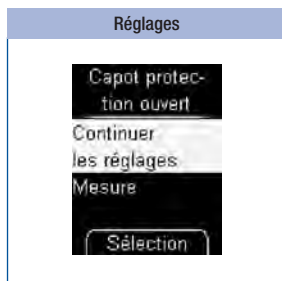 Réglages
Capot protec-
tion ouvert
Continuer
les réglages
Mesure
Sélection